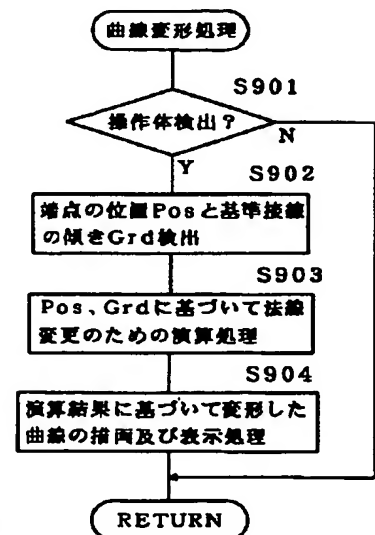 曲線変形処理
S901
操作体検出？
N
Y
S902
端点の位置Posと基準接線
の傾きGrd検出
S903
Pos、Grdに基づいて法線
変更のための演算処理
S904
演算結果に基づいて変形した
曲線の描画及び表示処理
RETURN